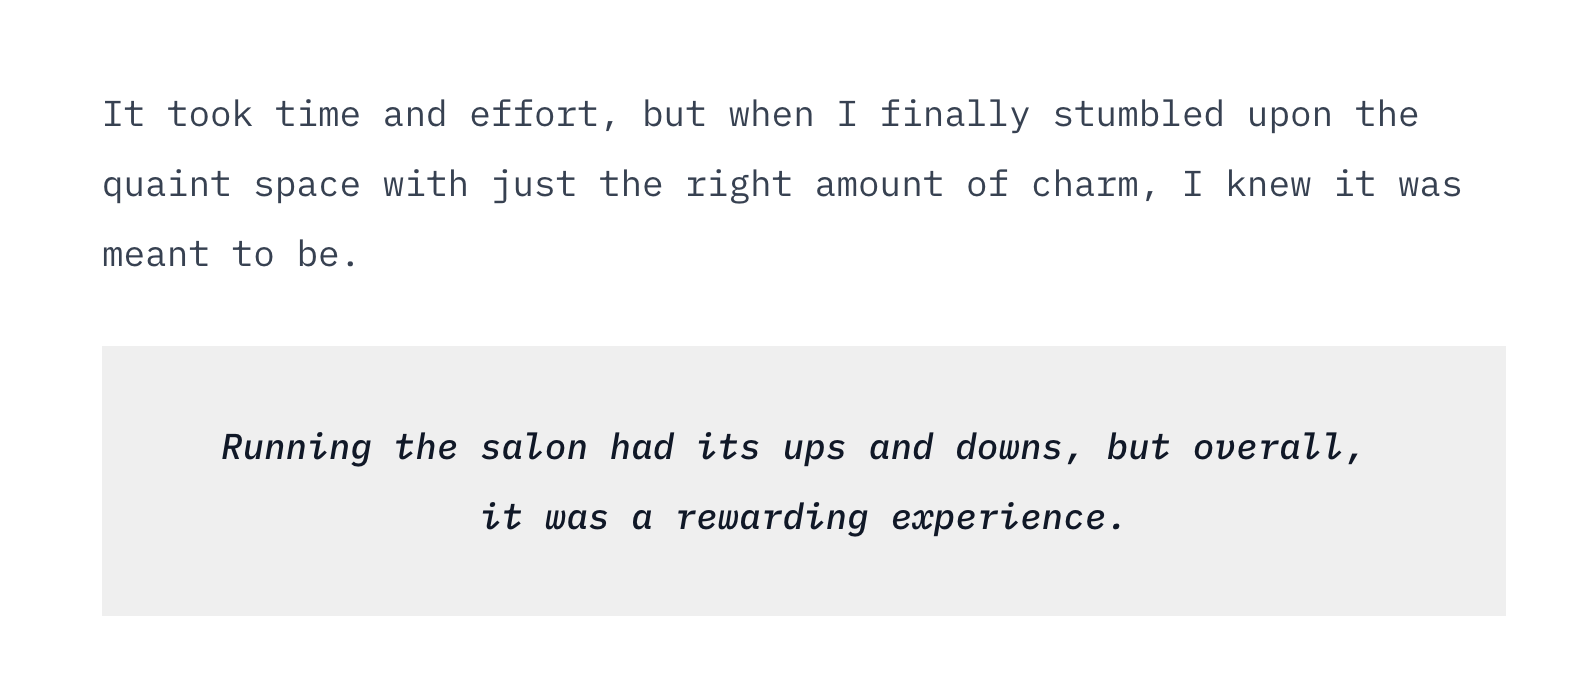 It took time and effort, but when I finally stumbled upon the
quaint space with just the right amount of charm, I knew it was
meant to be.
Running the salon had its ups and downs, but overall,
it was a rewarding experience.